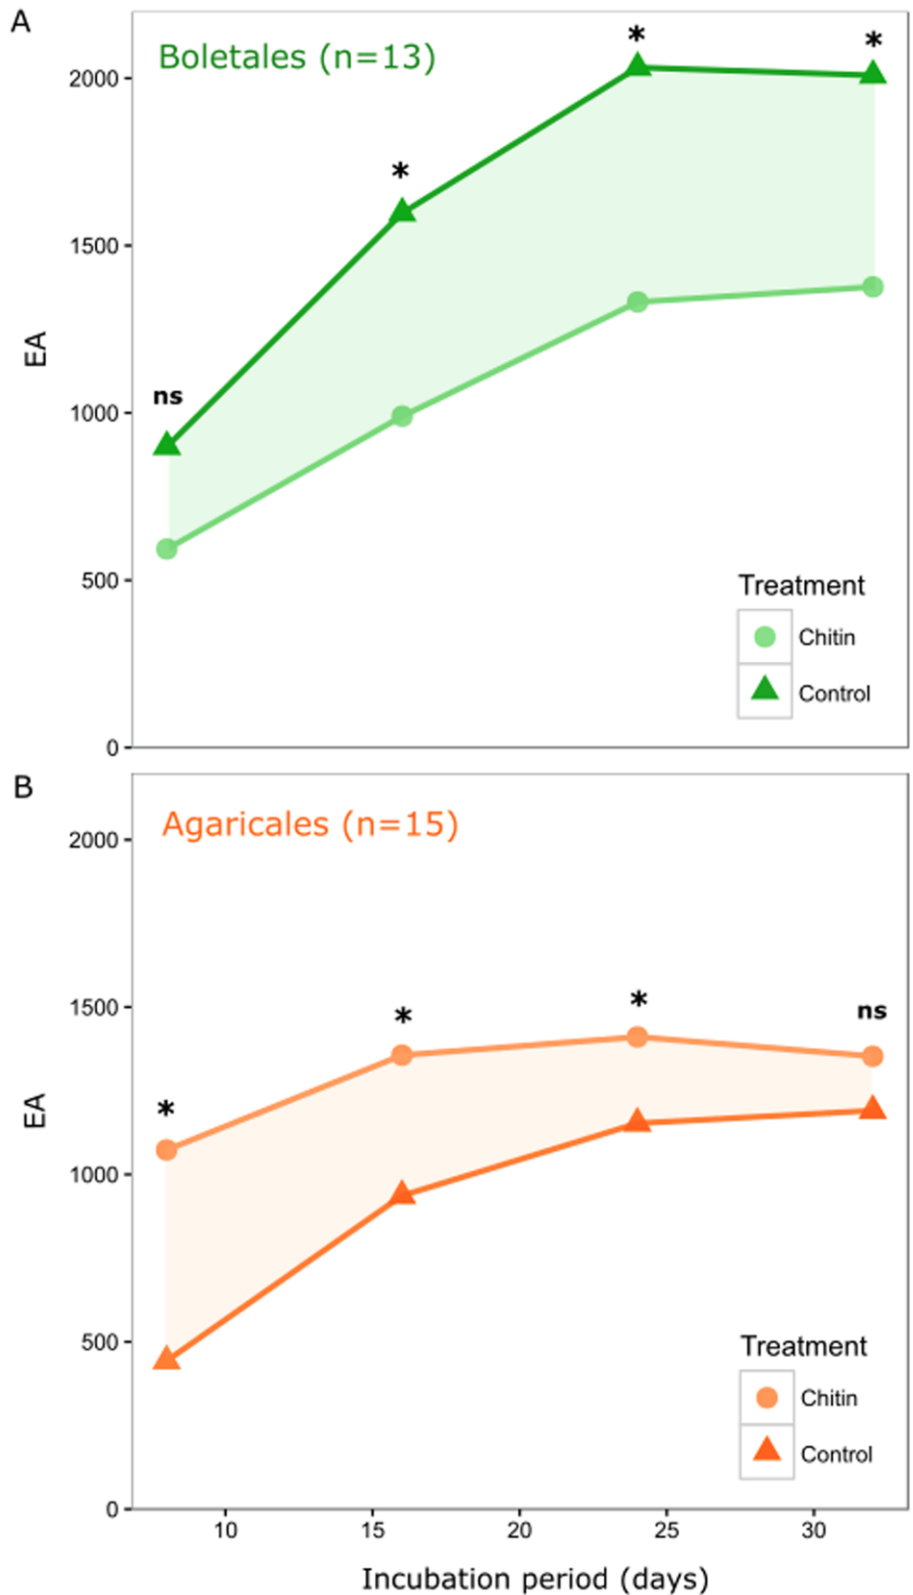 A
Boletales (n=13)
*
*
2000
*
1500
EA
ns
1000
500
Treatment
Chitin
Control
0
B
Agaricales (n=15)
2000
1500
*
*
ns
EA
*
1000
500
Treatment
Chitin
Control
0
10 15 20 25 30
Incubation period (days)